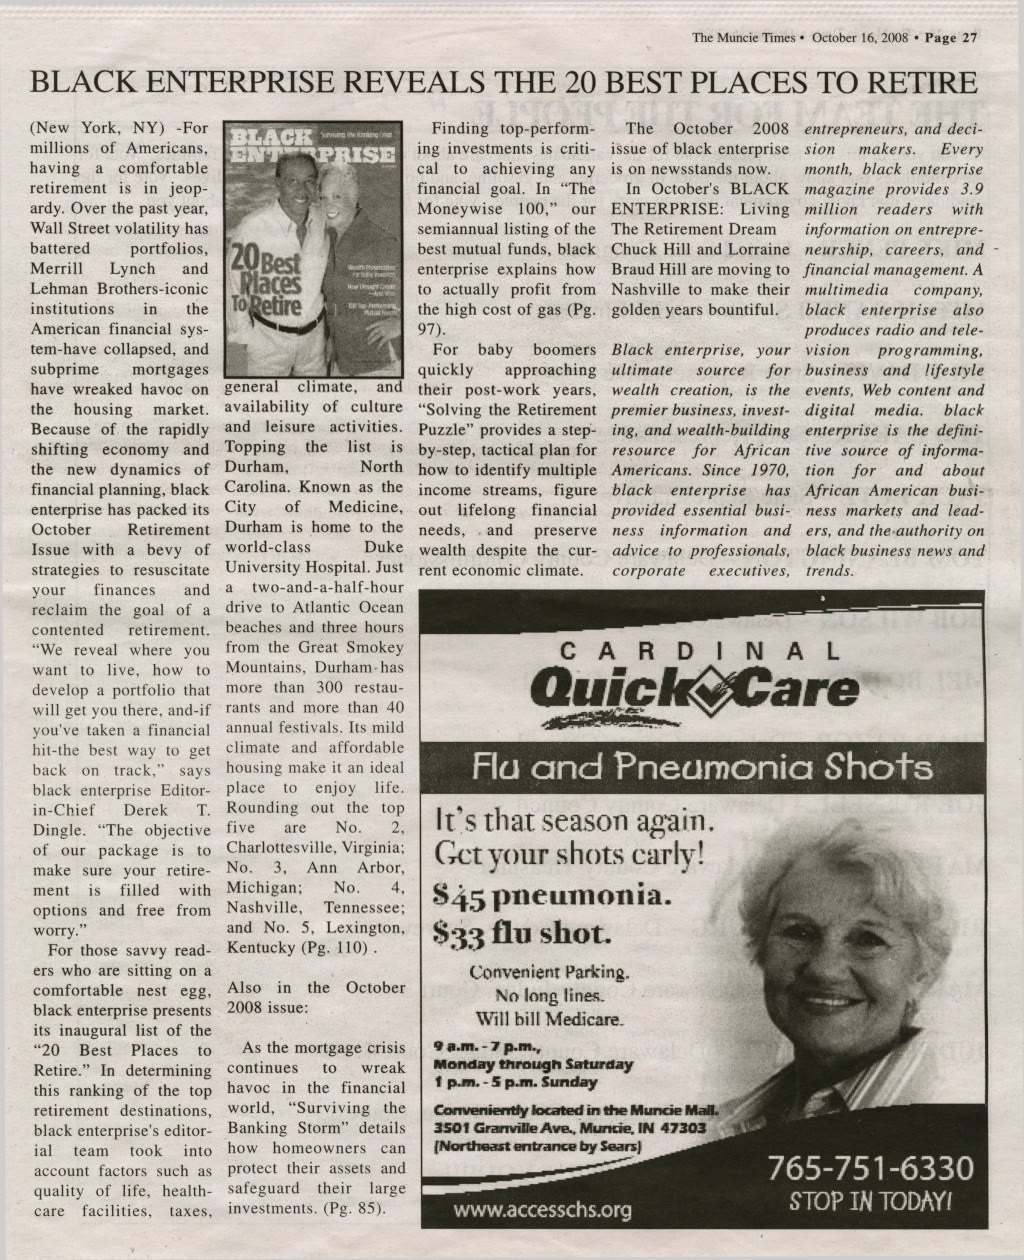 The Muncie Times • October 16, 2008 • Page 27
BLACK ENTERPRISE REVEALS THE 20 BEST PLACES TO RETIRE
(New York, NY) -For
millions of Americans,
having a comfortable
retirement is in jeop-
ardy. Over the past year,
Wall Street volatility has
battered portfolios,
Merrill Lynch and
Lehman Brothers-iconic
institutions in the
American financial sys-
tem-have collapsed, and
subprime mortgages
have wreaked havoc on
the housing market.
Because of the rapidly
shifting economy and
the new dynamics of
financial planning, black
enterprise has packed its
October Retirement
Issue with a bevy of
strategies to resuscitate
your finances and
reclaim the goal of a
contented retirement.
“We reveal where you
want to live, how to
develop a portfolio that
will get you there, and-if
you've taken a financial
hit-the best way to get
back on track,” says
black enterprise Editor-
in-Chief Derek T.
Dingle. “The objective
of our package is to
make sure your retire-
ment is filled with
options and free from
worry.”
For those savvy read-
ers who are sitting on a
comfortable nest egg,
black enterprise presents
its inaugural list of the
“20 Best Places to
Retire.” In determining
this ranking of the top
retirement destinations,
black enterprise's editor-
ial team took into
account factors such as
quality of life, health-
care facilities, taxes,
Surviving the Banking Storm
BLACK
ENTERPRISE
20 Best
Places
To Retire
general climate, and
availability of culture
and leisure activities.
Topping the list is
Durham, North
Carolina. Known as the
City of Medicine,
Durham is home to the
world-class Duke
University Hospital. Just
a two-and-a-half-hour
drive to Atlantic Ocean
beaches and three hours
from the Great Smokey
Mountains, Durham has
more than 300 restau-
rants and more than 40
annual festivals. Its mild
climate and affordable
housing make it an ideal
place to enjoy life.
Rounding out the top
five are No. 2,
Charlottesville, Virginia;
No. 3, Ann Arbor,
Michigan; No. 4,
Nashville, Tennessee;
and No. 5, Lexington,
Kentucky (Pg. 110) .
Also in the October
2008 issue:
As the mortgage crisis
continues to wreak
havoc in the financial
world, “Surviving the
Banking Storm” details
how homeowners can
protect their assets and
safeguard their large
investments. (Pg. 85).
Finding top-perform-
ing investments is criti-
cal to achieving any
financial goal. In “The
Moneywise 100,” our
semiannual listing of the
best mutual funds, black
enterprise explains how
to actually profit from
the high cost of gas (Pg.
97).
For baby boomers
quickly approaching
their post-work years,
“Solving the Retirement
Puzzle” provides a step-
by-step, tactical plan for
how to identify multiple
income streams, figure
out lifelong financial
needs, and preserve
wealth despite the cur-
rent economic climate.
The October 2008
issue of black enterprise
is on newsstands now.
In October's BLACK
ENTERPRISE: Living
The Retirement Dream
Chuck Hill and Lorraine
Braud Hill are moving to
Nashville to make their
golden years bountiful.
Black enterprise, your
ultimate source for
wealth creation, is the
premier business, invest-
ing, and wealth-building
resource for African
Americans. Since 1970,
black enterprise has
provided essential busi-
ness information and
advice to professionals,
corporate executives,
entrepreneurs, and deci-
sion makers. Every
month, black enterprise
magazine provides 3.9
million readers with
information on entrepre-
neurship, careers, and
financial management. A
multimedia company,
black enterprise also
produces radio and tele-
vision programming,
business and lifestyle
events, Web content and
digital media. black
enterprise is the defini-
tive source of informa-
tion for and about
African American busi-
ness markets and lead-
ers, and the authority on
black business news and
trends.
CARDINAL
Quick Care
Flu and Pneumonia Shots
It's that season again.
Get your shots early!
$45 pneumonia.
$33 flu shot.
Convenient Parking.
No long lines.
Will bill Medicare.
9 a.m. - 7 p.m.,
Monday through Saturday
1 p.m. - 5 p.m. Sunday
Conveniently located in the Muncie Mall.
3501 Granville Ave., Muncie, IN 47303
(Northeast entrance by Sears)
765-751-6330
STOP IN TODAY!
www.accesschs.org